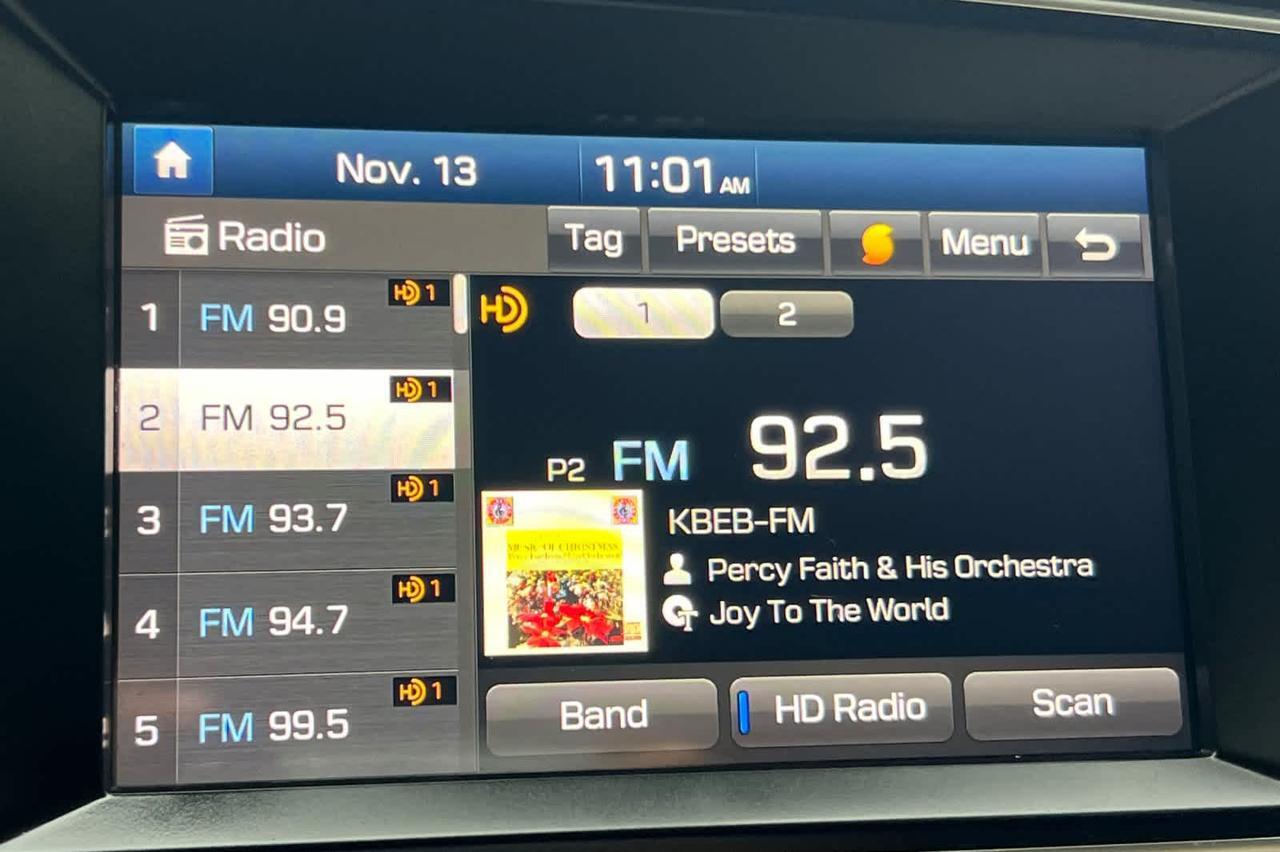 Nov. 13
11:01 AM
Radio
Tag
Presets
Menu
1 FM 90.9 HD 1
2 FM 92.5 HD 1
3 FM 93.7 HD 1
4 FM 94.7 HD 1
5 FM 99.5 HD 1
HD 1 2
P2 FM 92.5
KBEB-FM
Percy Faith & His Orchestra
Joy To The World
MUSIC OF CHRISTMAS
Band
HD Radio
Scan